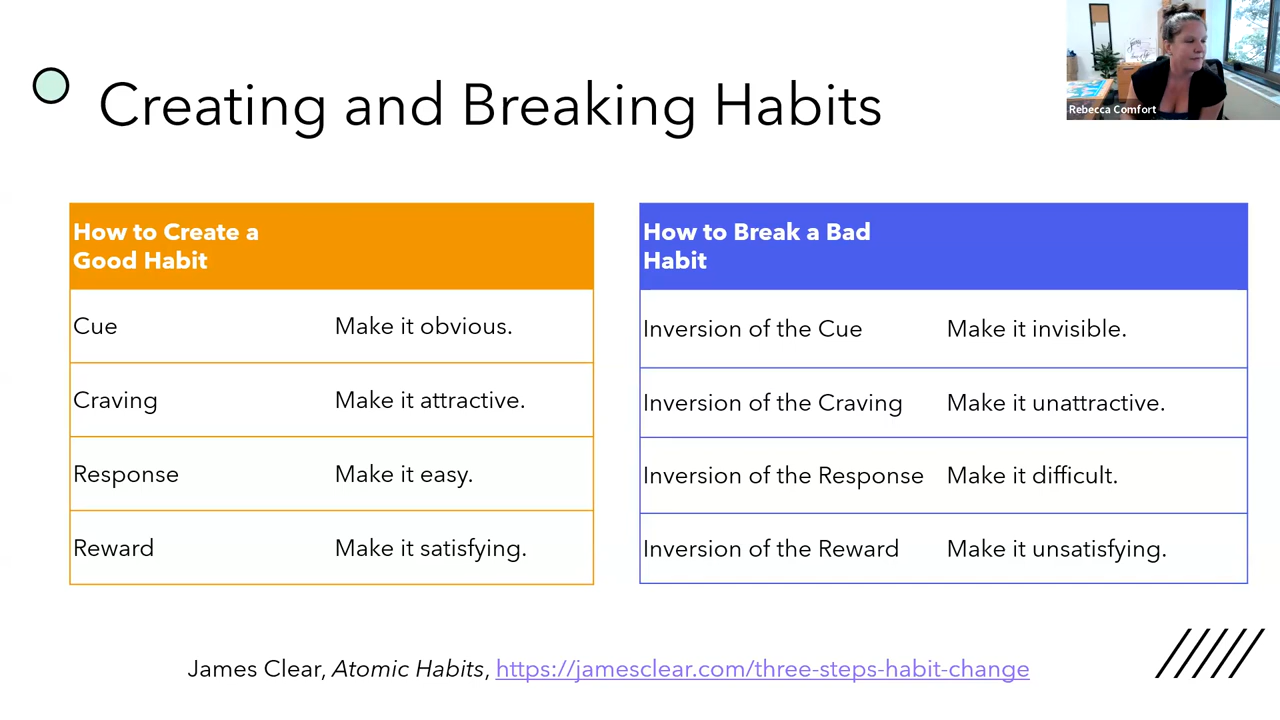 Creating and Breaking Habits
Rebecca Comfort
How to Create a
Good Habit
Cue Make it obvious.
Craving Make it attractive.
Response Make it easy.
Reward Make it satisfying.
How to Break a Bad
Habit
Inversion of the Cue Make it invisible.
Inversion of the Craving Make it unattractive.
Inversion of the Response Make it difficult.
Inversion of the Reward Make it unsatisfying.
James Clear, Atomic Habits, https://jamesclear.com/three-steps-habit-change